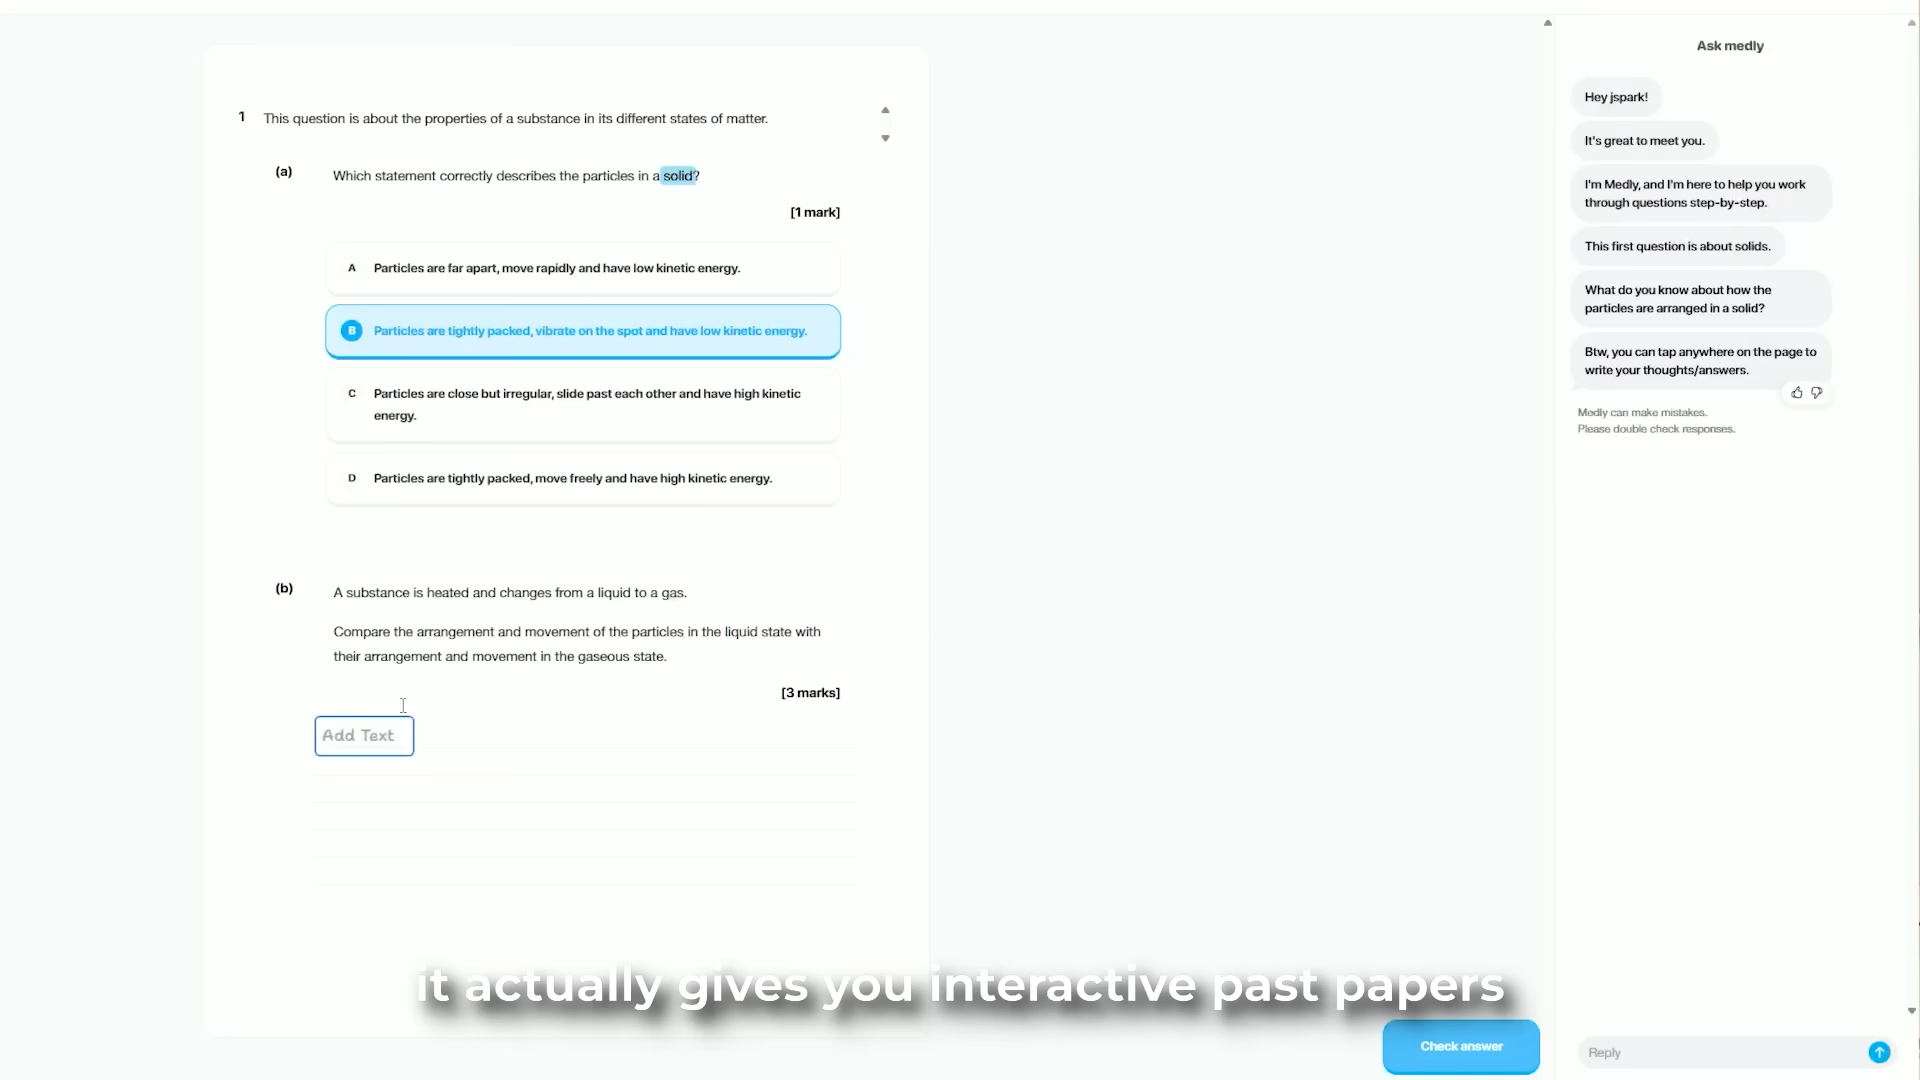 Ask medly
1 This question is about the properties of a substance in its different states of matter.
(a) Which statement correctly describes the particles in a solid?
[1 mark]
A Particles are far apart, move rapidly and have low kinetic energy.
B Particles are tightly packed, vibrate on the spot and have low kinetic energy.
C Particles are close but irregular, slide past each other and have high kinetic
energy.
D Particles are tightly packed, move freely and have high kinetic energy.
(b) A substance is heated and changes from a liquid to a gas.
Compare the arrangement and movement of the particles in the liquid state with
their arrangement and movement in the gaseous state.
[3 marks]
Add Text
it actually gives you interactive past papers
Check answer
Hey jspark!
It's great to meet you.
I'm Medly, and I'm here to help you work
through questions step-by-step.
This first question is about solids.
What do you know about how the
particles are arranged in a solid?
Btw, you can tap anywhere on the page to
write your thoughts/answers.
Medly can make mistakes.
Please double check responses.
Reply